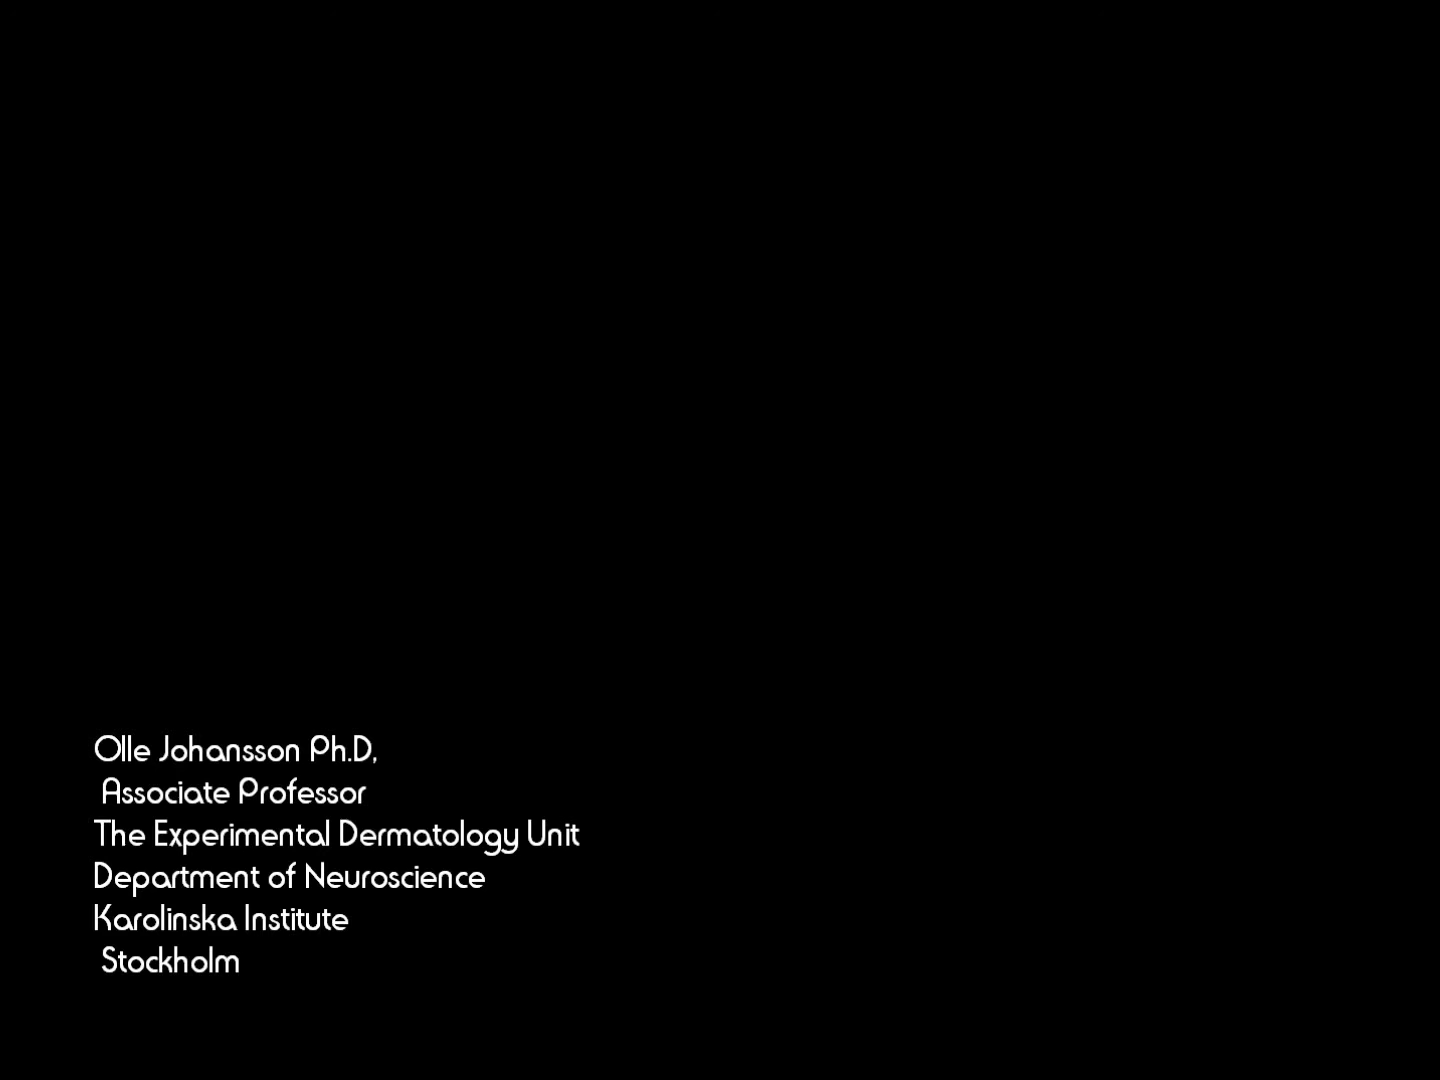 Olle Johansson Ph.D,
Associate Professor
The Experimental Dermatology Unit
Department of Neuroscience
Karolinska Institute
Stockholm